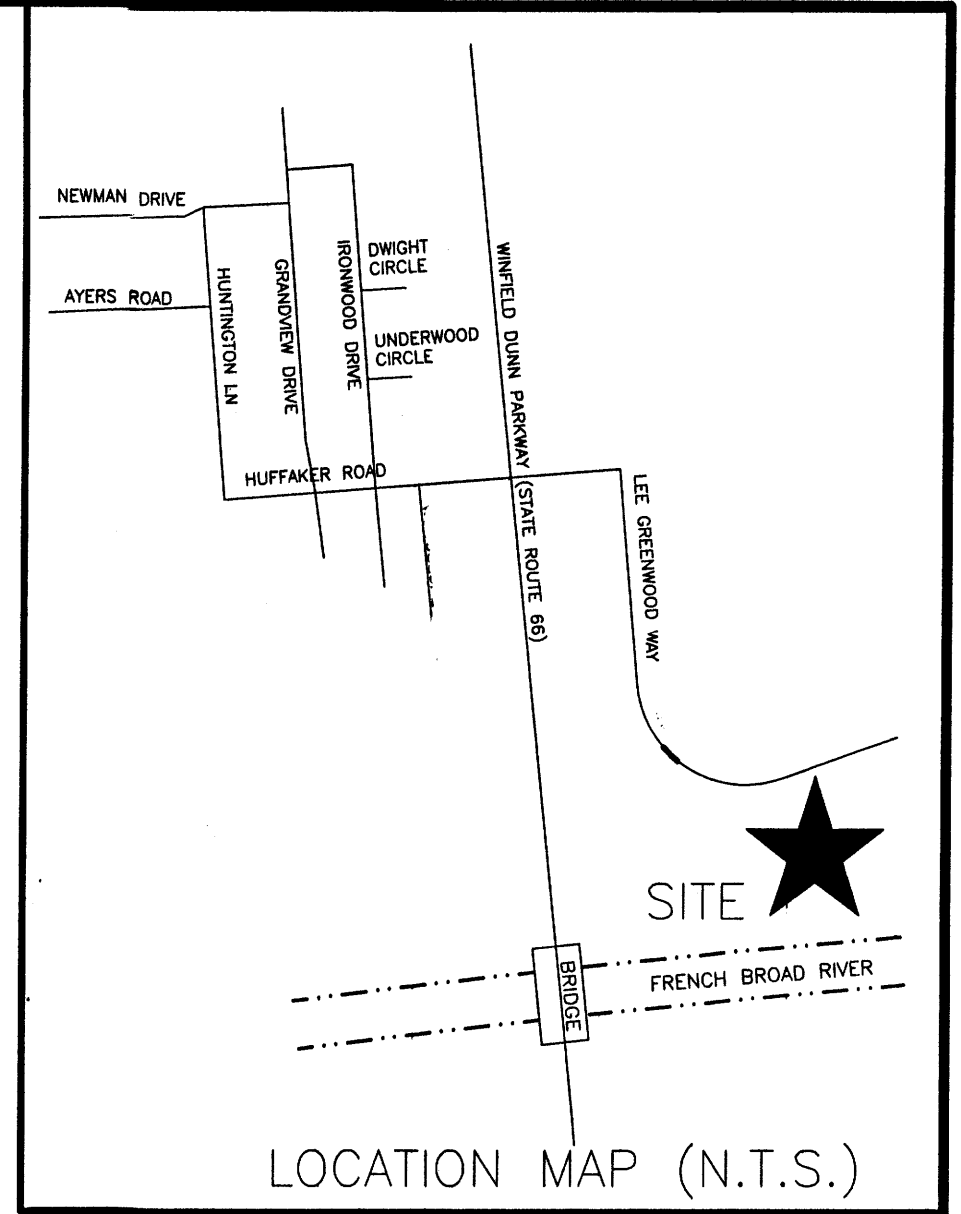 NEWMAN DRIVE
AYERS ROAD
HUNTINGTON LN
GRANDVIEW DRIVE
IRONWOOD DRIVE
DWIGHT
CIRCLE
UNDERWOOD
CIRCLE
WINFIELD DUNN PARKWAY (STATE ROUTE 66)
HUFFAKER ROAD
LEE GREENWOOD WAY
SITE
BRIDGE
FRENCH BROAD RIVER
LOCATION MAP (N.T.S.)